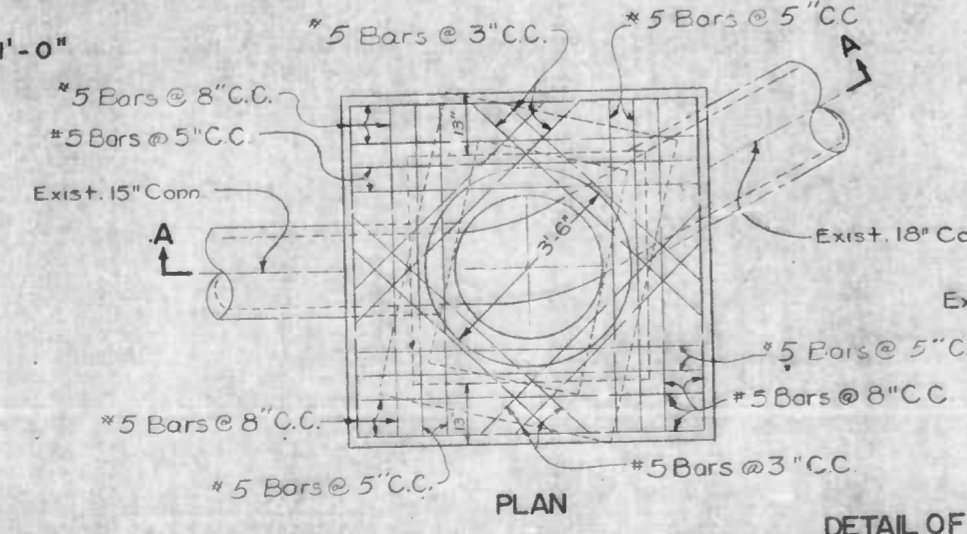 1'-0"
#5 Bars @ 3" C.C.
#5 Bars @ 5" C.C
#5 Bars @ 8" C.C.
#5 Bars @ 5" C.C.
Exist. 15" Conn
A
A
13"
3'-6"
Exist. 18" Co
Ex
#5 Bars @ 5" C.
#5 Bars @ 8" C.C
#5 Bars @ 8" C.C.
13"
#5 Bars @ 5" C.C.
#5 Bars @ 3" C.C.
PLAN
DETAIL OF